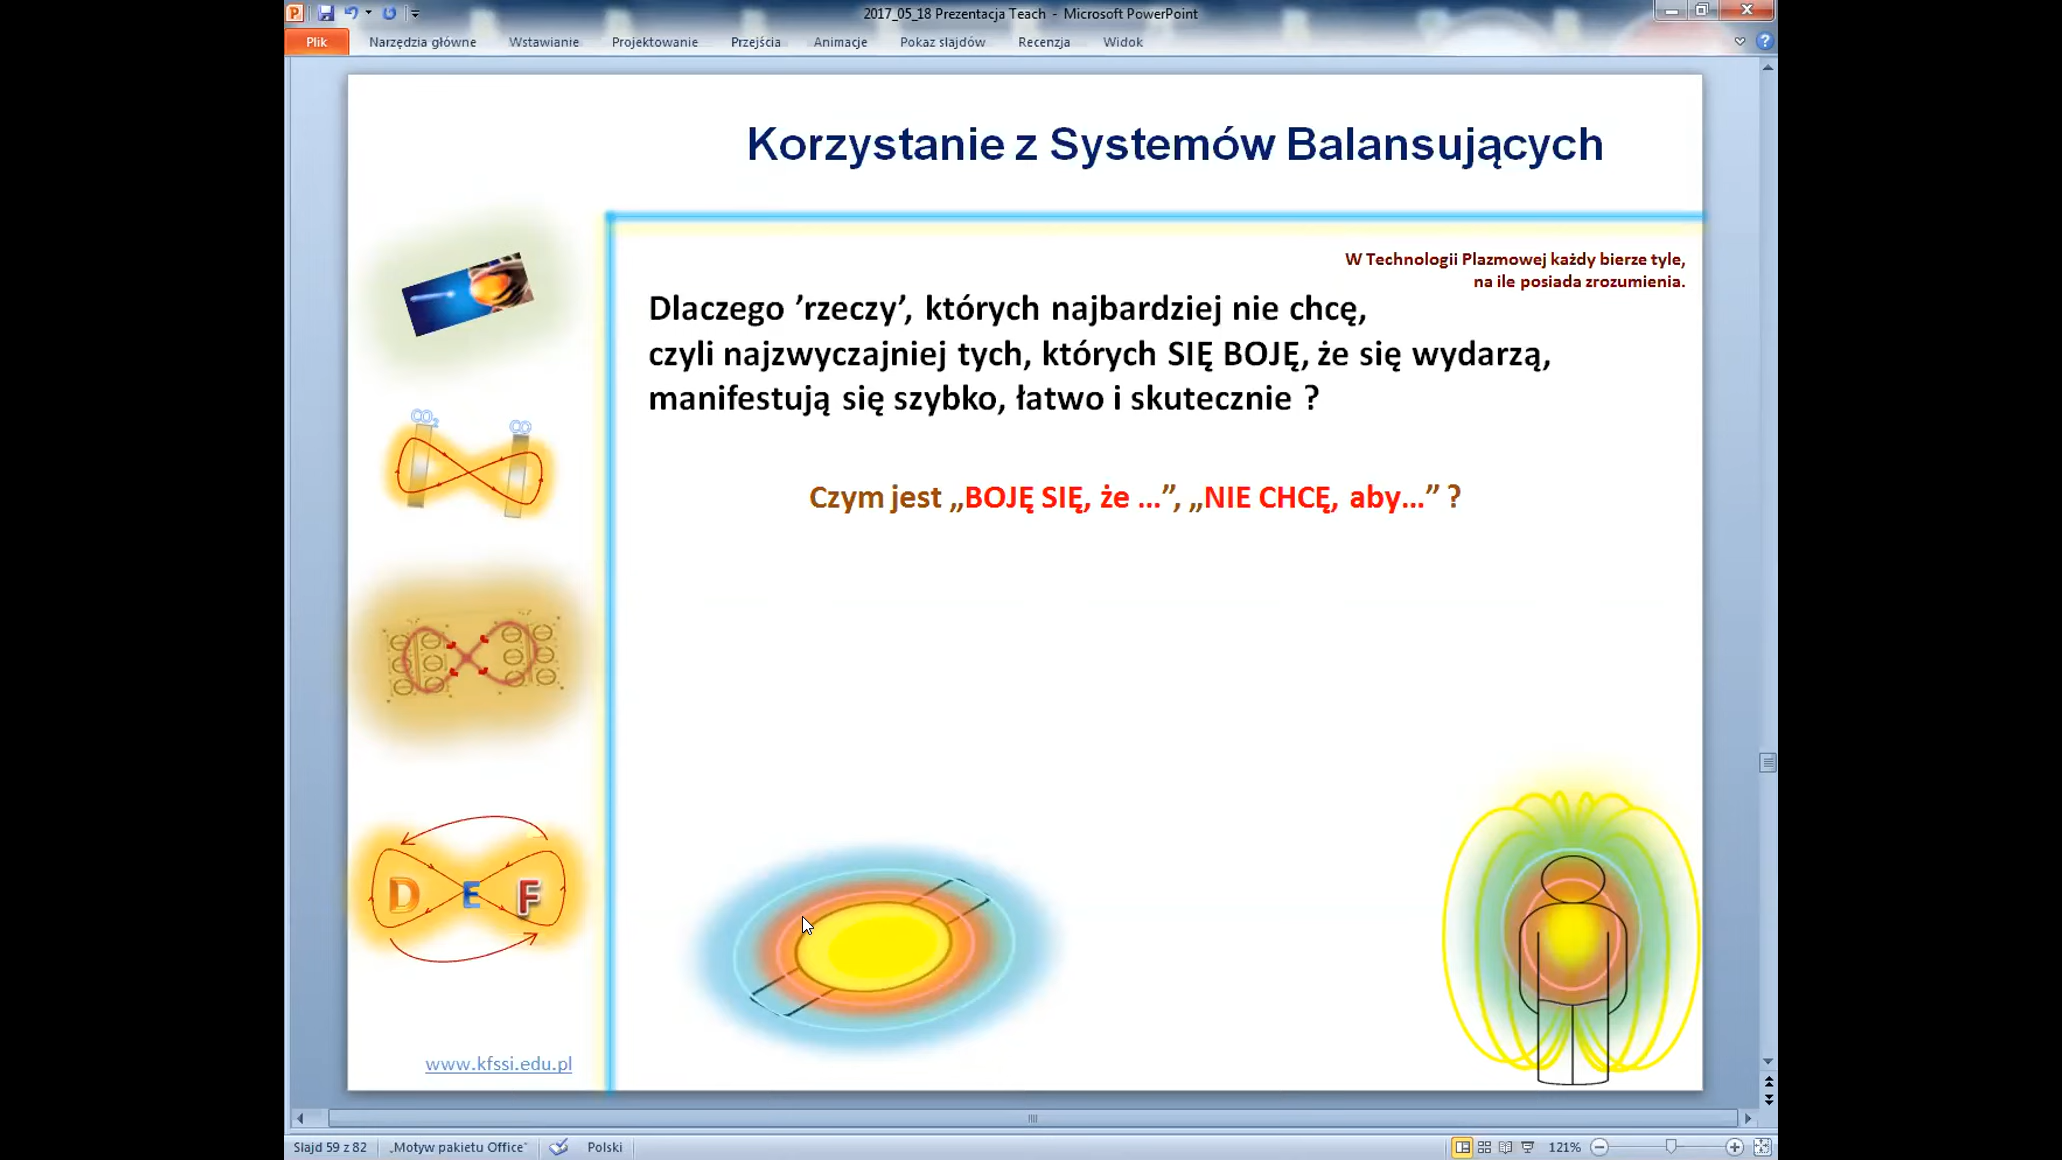 2017_05_18 Prezentacja Teach - Microsoft PowerPoint
Plik Narzędzia główne Wstawianie Projektowanie Przejścia Animacje Pokaz slajdów Recenzja Widok
Korzystanie z Systemów Balansujących
W Technologii Plazmowej każdy bierze tyle,
na ile posiada zrozumienia.
Dlaczego ’rzeczy’, których najbardziej nie chcę,
czyli najzwyczajniej tych, których SIĘ BOJĘ, że się wydarzą,
manifestują się szybko, łatwo i skutecznie ?
Czym jest „BOJĘ SIĘ, że ...”, „NIE CHCĘ, aby...” ?
CO₂ CO
D E F
www.kfssi.edu.pl
Slajd 59 z 82 „Motyw pakietu Office” Polski 121%